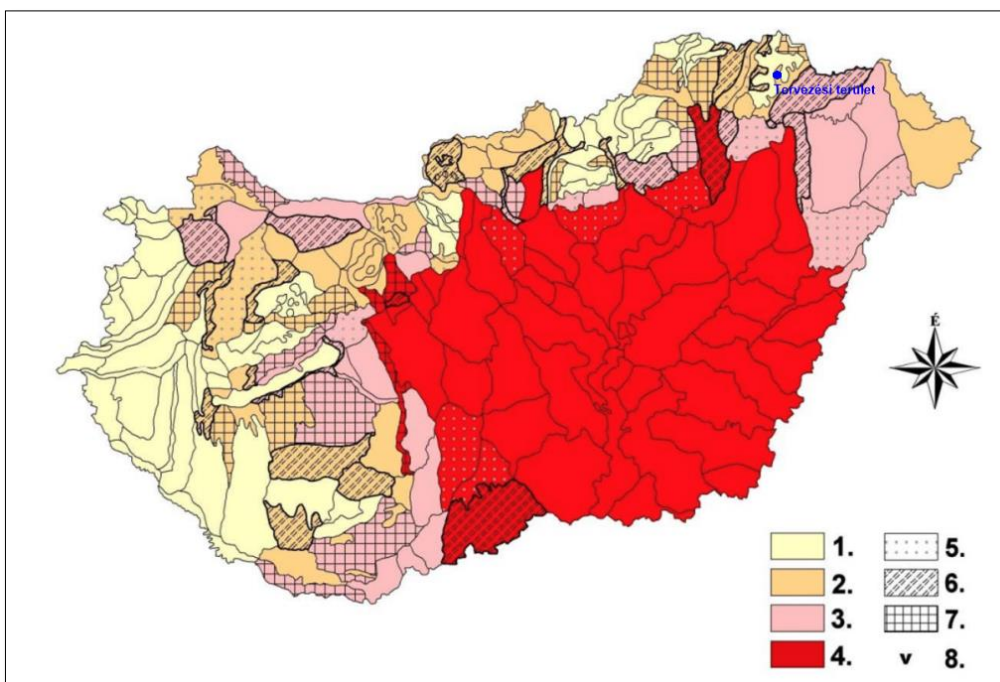 Tervezési terület
É
1.
2.
3.
4.
5.
6.
7.
v 8.